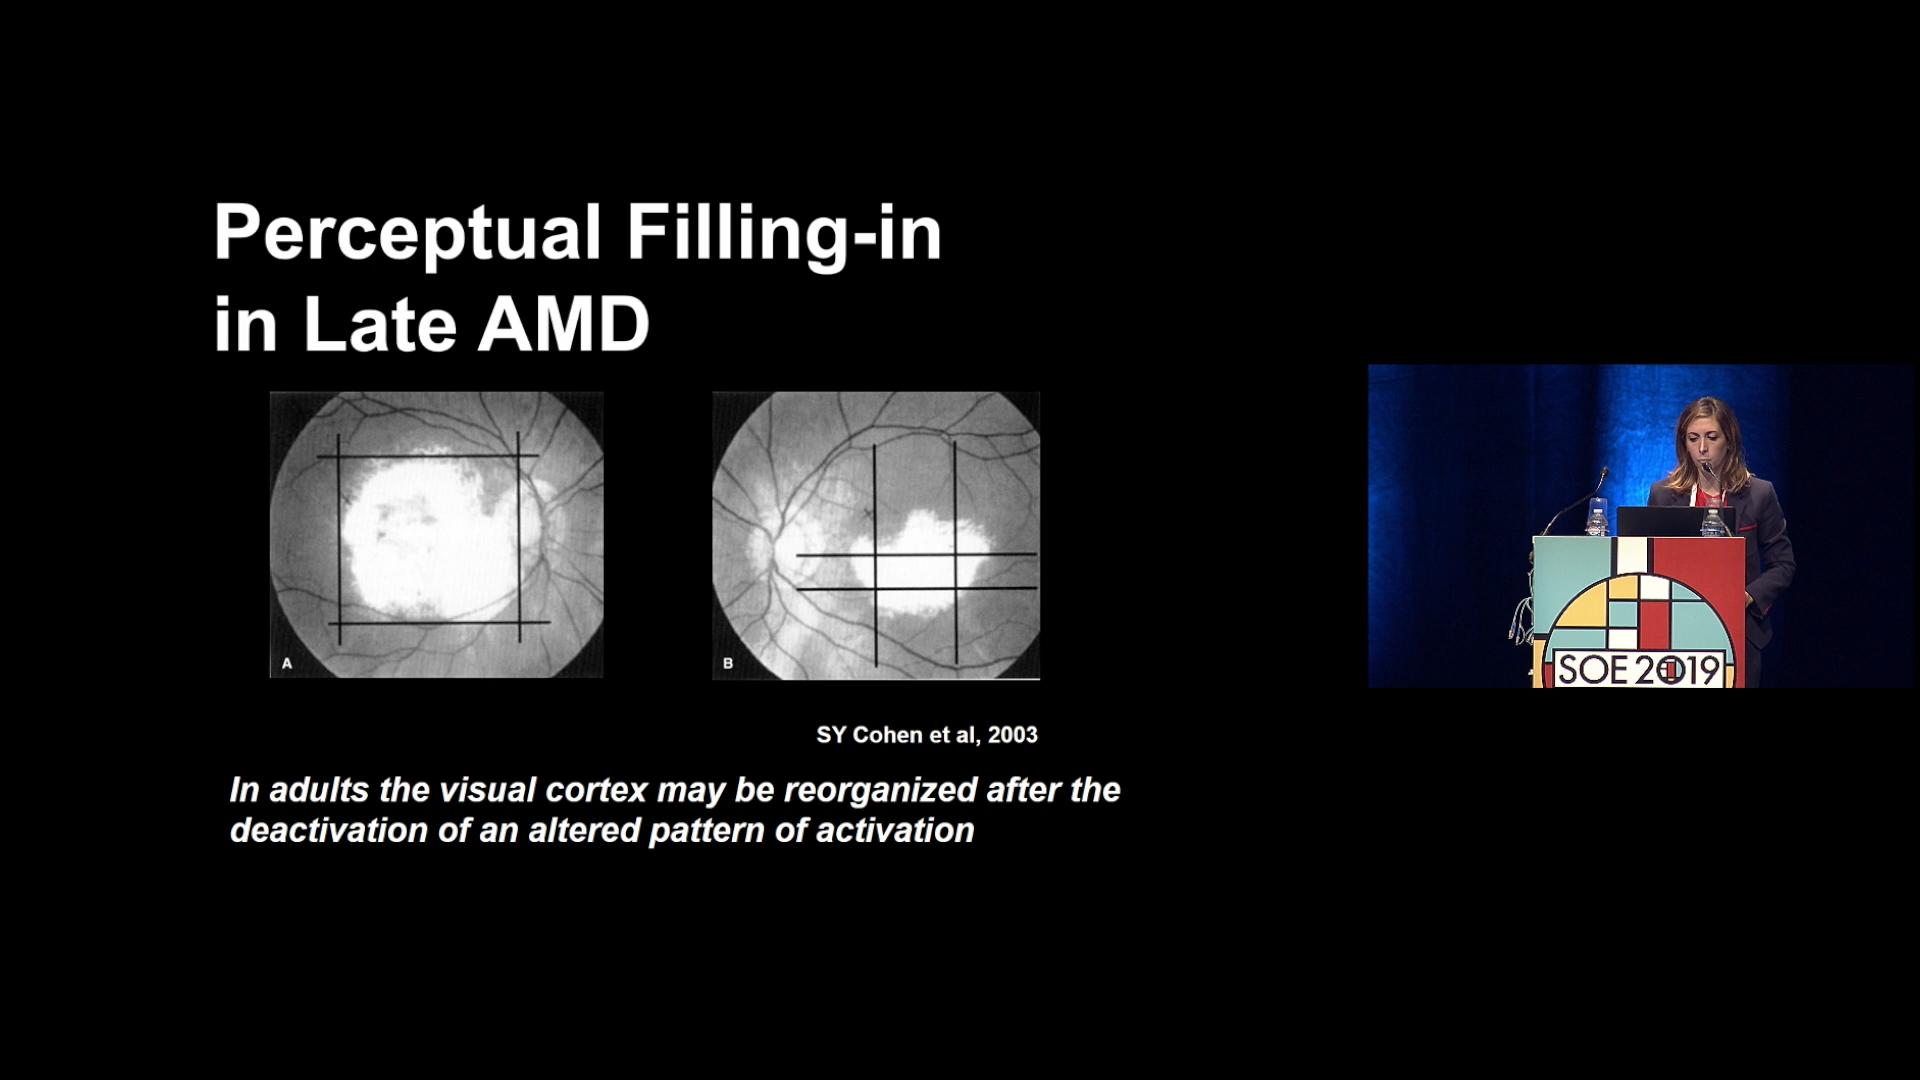 Perceptual Filling-in
in Late AMD
A
B
SY Cohen et al, 2003
In adults the visual cortex may be reorganized after the
deactivation of an altered pattern of activation
SOE 2019